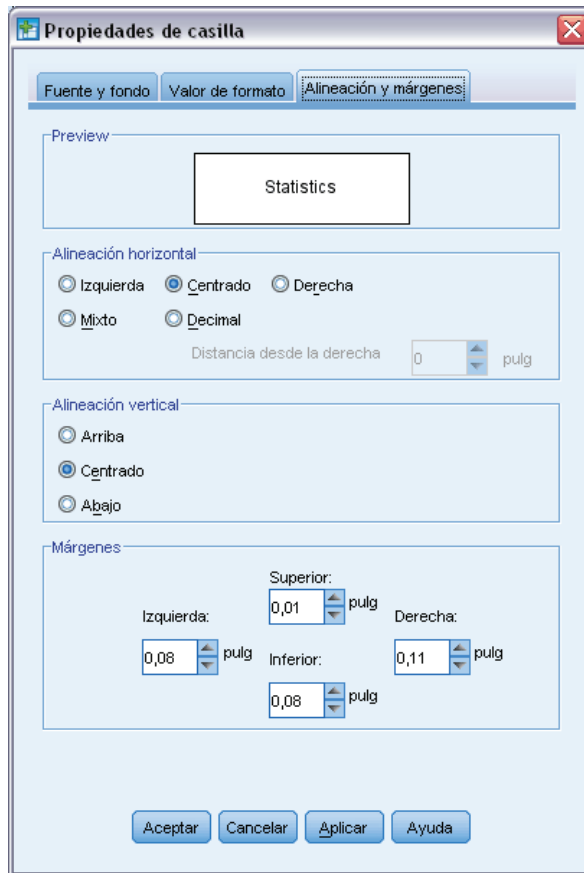 Propiedades de casilla
Fuente y fondo Valor de formato Alineación y márgenes
Preview
Statistics
Alineación horizontal
Izquierda Centrado Derecha
Mixto Decimal
Distancia desde la derecha 0 pulg
Alineación vertical
Arriba
Centrado
Abajo
Márgenes
Superior:
0,01 pulg
Izquierda: Derecha:
0,08 pulg Inferior: 0,11 pulg
0,08 pulg
Aceptar Cancelar Aplicar Ayuda